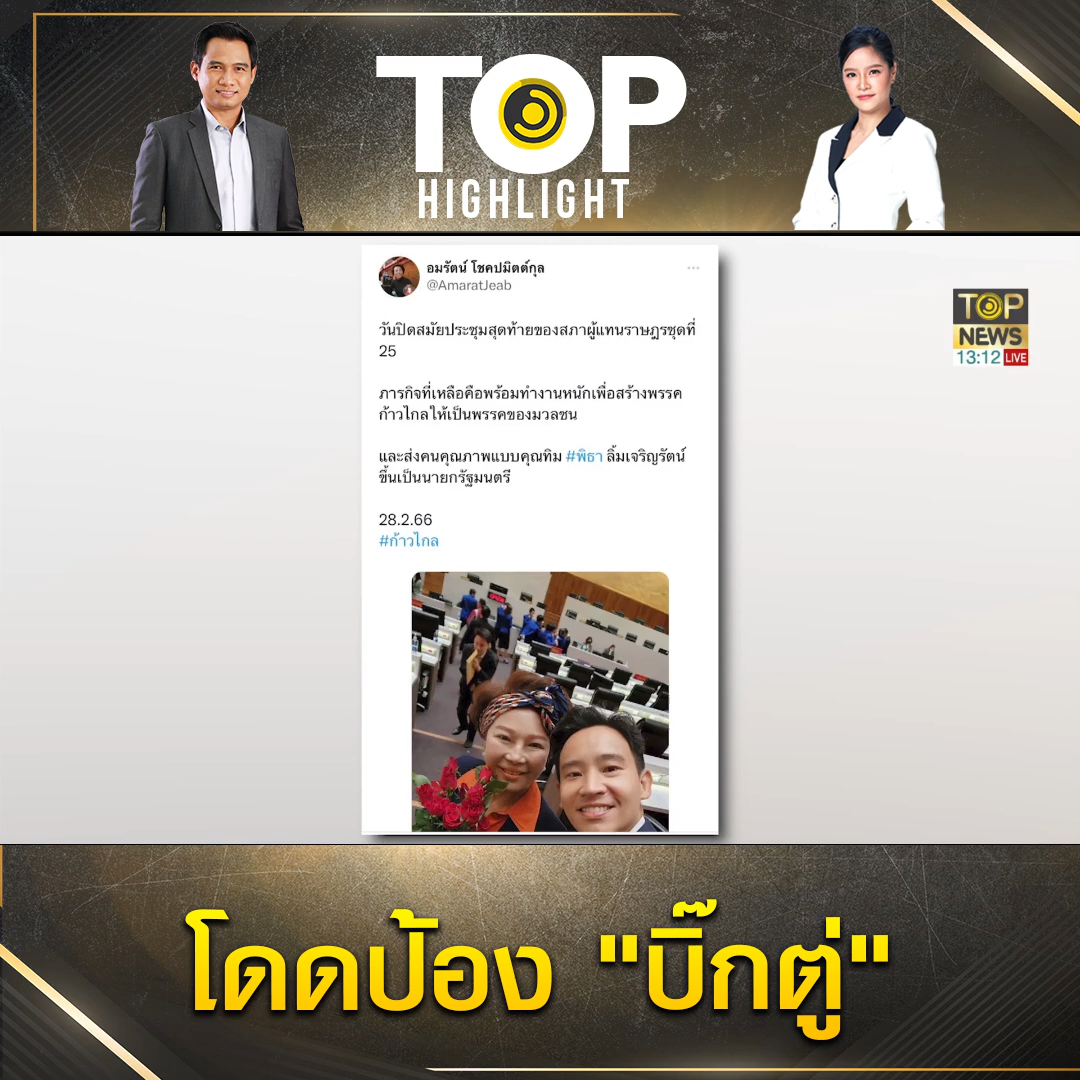 TOP
HIGHLIGHT
อมรัตน์ โชคปมิตต์กุล
@AmaratJeab
วันปิดสมัยประชุมสุดท้ายของสภาผู้แทนราษฎรชุดที่
25
ภารกิจที่เหลือคือพร้อมทำงานหนักเพื่อสร้างพรรค
ก้าวไกลให้เป็นพรรคของมวลชน
และส่งคนคุณภาพแบบคุณทิม #พิธา ลิ้มเจริญรัตน์
ขึ้นเป็นนายกรัฐมนตรี
28.2.66
#ก้าวไกล
TOP
NEWS
13:12 LIVE
โดดป้อง "บิ๊กตู่"